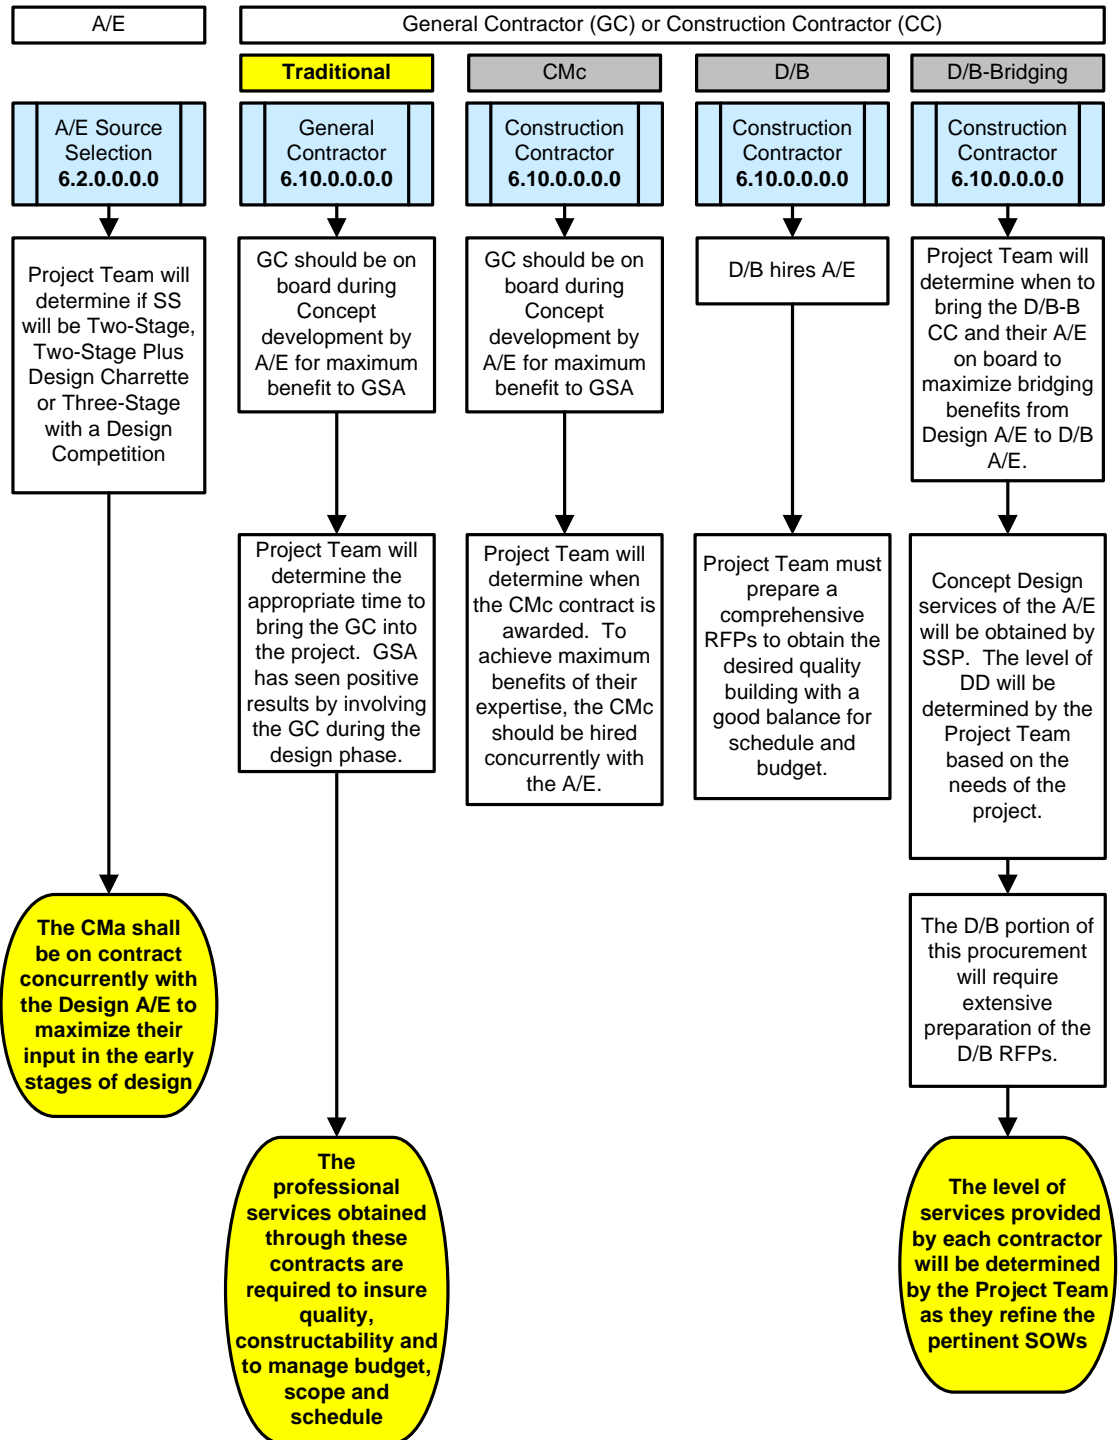 A/E
General Contractor (GC) or Construction Contractor (CC)
Traditional
CMc
D/B
D/B-Bridging
A/E Source
Selection
6.2.0.0.0.0
General
Contractor
6.10.0.0.0.0
Construction
Contractor
6.10.0.0.0.0
Construction
Contractor
6.10.0.0.0.0
Construction
Contractor
6.10.0.0.0.0
Project Team will
determine if SS
will be Two-Stage,
Two-Stage Plus
Design Charrette
or Three-Stage
with a Design
Competition
GC should be on
board during
Concept
development by
A/E for maximum
benefit to GSA
GC should be on
board during
Concept
development by
A/E for maximum
benefit to GSA
D/B hires A/E
Project Team will
determine when to
bring the D/B-B
CC and their A/E
on board to
maximize bridging
benefits from
Design A/E to D/B
A/E.
Project Team will
determine the
appropriate time to
bring the GC into
the project.  GSA
has seen positive
results by involving
the GC during the
design phase.
Project Team will
determine when
the CMc contract is
awarded.  To
achieve maximum
benefits of their
expertise, the CMc
should be hired
concurrently with
the A/E.
Project Team must
prepare a
comprehensive
RFPs to obtain the
desired quality
building with a
good balance for
schedule and
budget.
Concept Design
services of the A/E
will be obtained by
SSP.  The level of
DD will be
determined by the
Project Team
based on the
needs of the
project.
The CMa shall
be on contract
concurrently with
the Design A/E to
maximize their
input in the early
stages of design
The D/B portion of
this procurement
will require
extensive
preparation of the
D/B RFPs.
The
professional
services obtained
through these
contracts are
required to insure
quality,
constructability and
to manage budget,
scope and
schedule
The level of
services provided
by each contractor
will be determined
by the Project Team
as they refine the
pertinent SOWs